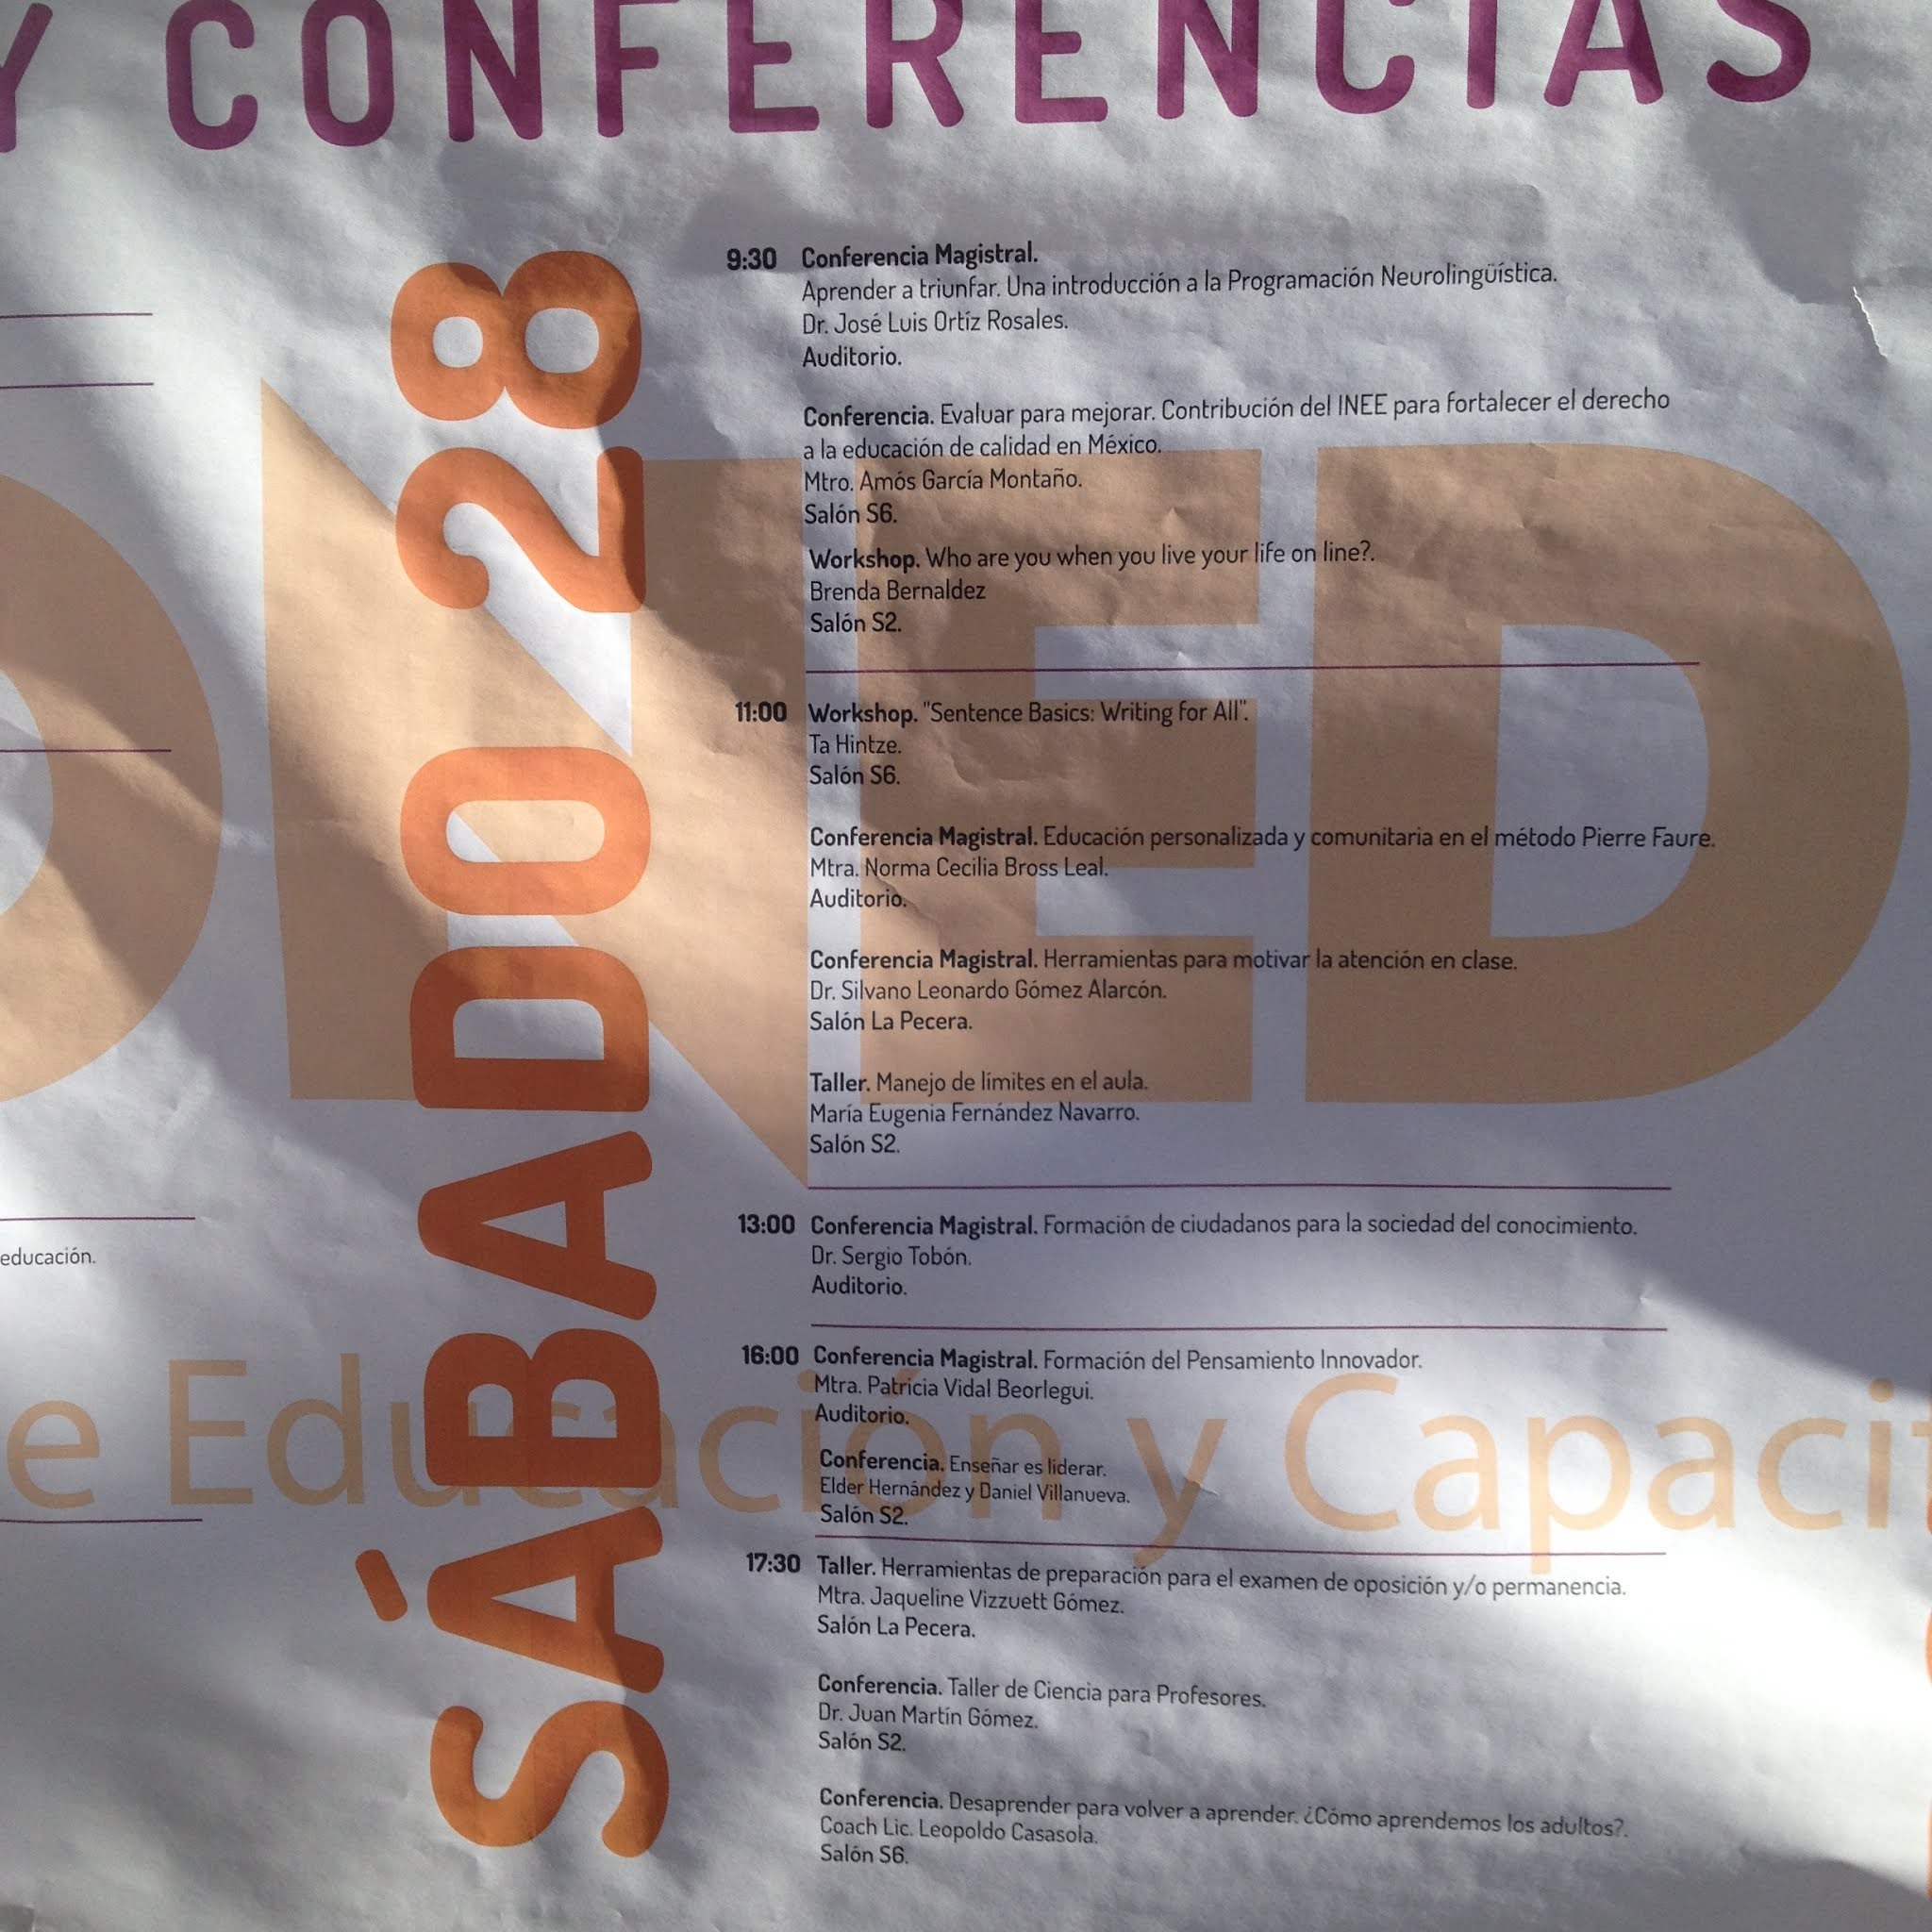 Y CONFERENCIAS
SÁBADO 28
9:30 Conferencia Magistral.
Aprender a triunfar. Una introducción a la Programación Neurolingüística.
Dr. José Luis Ortíz Rosales.
Auditorio.
Conferencia. Evaluar para mejorar. Contribución del INEE para fortalecer el derecho
a la educación de calidad en México.
Mtro. Amós García Montaño.
Salón S6.
Workshop. Who are you when you live your life on line?.
Brenda Bernaldez
Salón S2.
11:00 Workshop. "Sentence Basics: Writing for All".
Ta Hintze.
Salón S6.
Conferencia Magistral. Educación personalizada y comunitaria en el método Pierre Faure.
Mtra. Norma Cecilia Bross Leal.
Auditorio.
Conferencia Magistral. Herramientas para motivar la atención en clase.
Dr. Silvano Leonardo Gómez Alarcón.
Salón La Pecera.
Taller. Manejo de límites en el aula.
María Eugenia Fernández Navarro.
Salón S2.
13:00 Conferencia Magistral. Formación de ciudadanos para la sociedad del conocimiento.
Dr. Sergio Tobón.
Auditorio.
16:00 Conferencia Magistral. Formación del Pensamiento Innovador.
Mtra. Patricia Vidal Beorlegui.
Auditorio.
Conferencia. Enseñar es liderar.
Elder Hernández y Daniel Villanueva.
Salón S2.
17:30 Taller. Herramientas de preparación para el examen de oposición y/o permanencia.
Mtra. Jaqueline Vizzuett Gómez.
Salón La Pecera.
Conferencia. Taller de Ciencia para Profesores.
Dr. Juan Martín Gómez.
Salón S2.
Conferencia. Desaprender para volver a aprender. ¿Cómo aprendemos los adultos?.
Coach Lic. Leopoldo Casasola.
Salón S6.
educación.
ONED
e Educación y Capacit